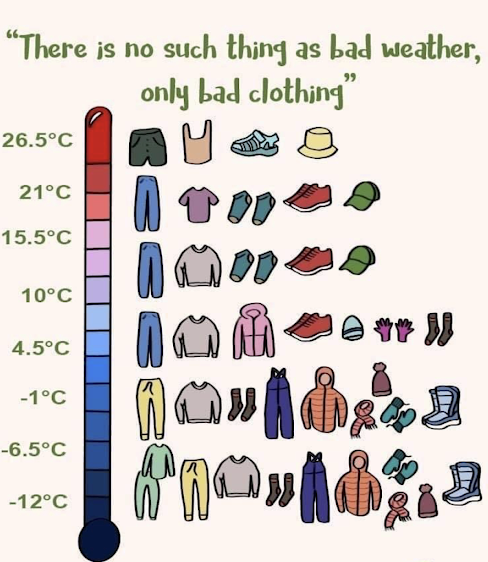 “There is no such thing as bad weather,
only bad clothing”
26.5°C
21°C
15.5°C
10°C
4.5°C
-1°C
-6.5°C
-12°C